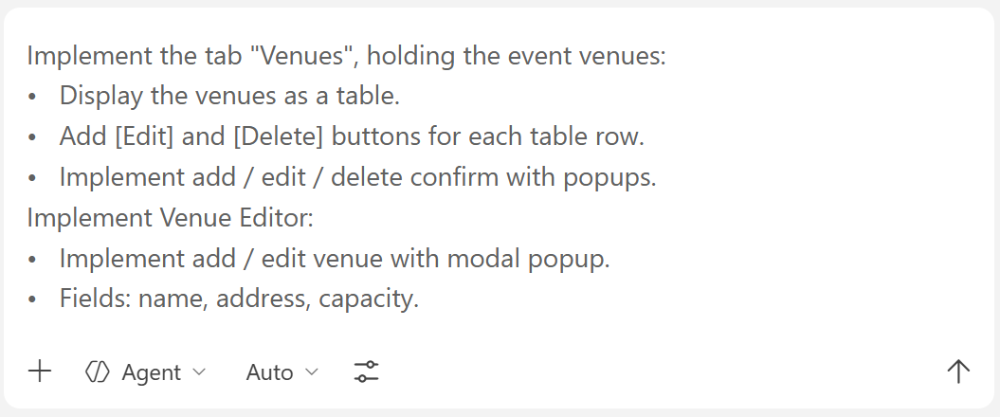 Implement the tab "Venues", holding the event venues:
• Display the venues as a table.
• Add [Edit] and [Delete] buttons for each table row.
• Implement add / edit / delete confirm with popups.
Implement Venue Editor:
• Implement add / edit venue with modal popup.
• Fields: name, address, capacity.
Agent Auto